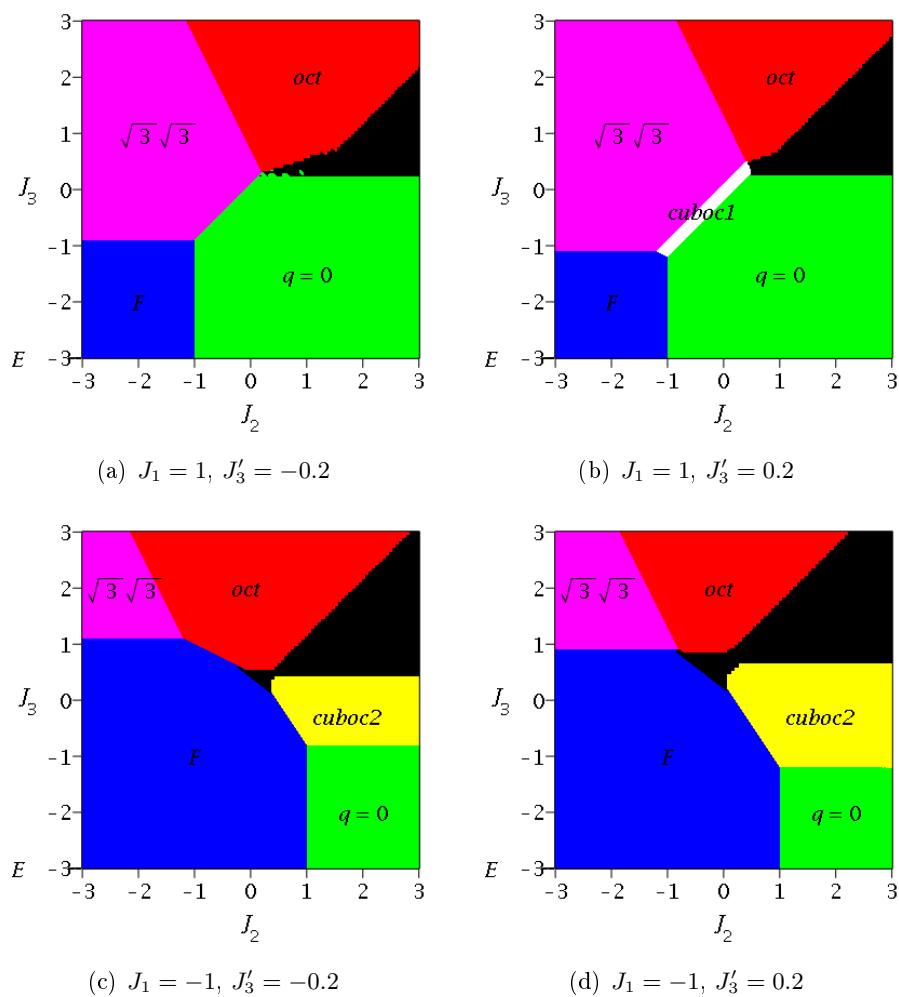 3
2
1
0
-1
-2
-3
J₃
E
√3 √3
oct
F
q = 0
-3 -2 -1 0 1 2 3
J₂
(a) J₁ = 1, J′₃ = −0.2
3
2
1
0
-1
-2
-3
J₃
E
√3 √3
oct
cuboc1
F
q = 0
-3 -2 -1 0 1 2 3
J₂
(b) J₁ = 1, J′₃ = 0.2
3
2
1
0
-1
-2
-3
J₃
E
√3 √3
oct
cuboc2
F
q = 0
-3 -2 -1 0 1 2 3
J₂
(c) J₁ = −1, J′₃ = −0.2
3
2
1
0
-1
-2
-3
J₃
E
√3 √3
oct
cuboc2
F
q = 0
-3 -2 -1 0 1 2 3
J₂
(d) J₁ = −1, J′₃ = 0.2